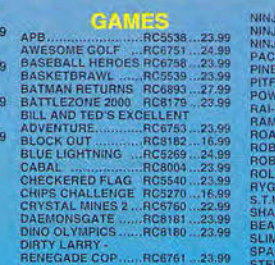 GAMES
APB...............RC5538...23.99
AWESOME GOLF ...RC6751...24.99
BASEBALL HEROES RC6758...23.99
BASKETBRAWL.....RC5539...23.99
BATMAN RETURNS RC6893...27.99
BATTLEZONE 2000 RC8179...23.99
BILL AND TED'S EXCELLENT
ADVENTURE.........RC6753...23.99
BLOCK OUT .......RC8182...16.99
BLUE LIGHTNING ...RC5269...24.99
CABAL ............RC8004...23.99
CHECKERED FLAG RC5540...23.99
CHIPS CHALLENGE RC5270...16.99
CRYSTAL MINES 2 ...RC6760...22.99
DAEMONSGATE ......RC8181...23.99
DINO OLYMPICS ....RC8180...23.99
DIRTY LARRY -
RENEGADE COP......RC6761...23.99